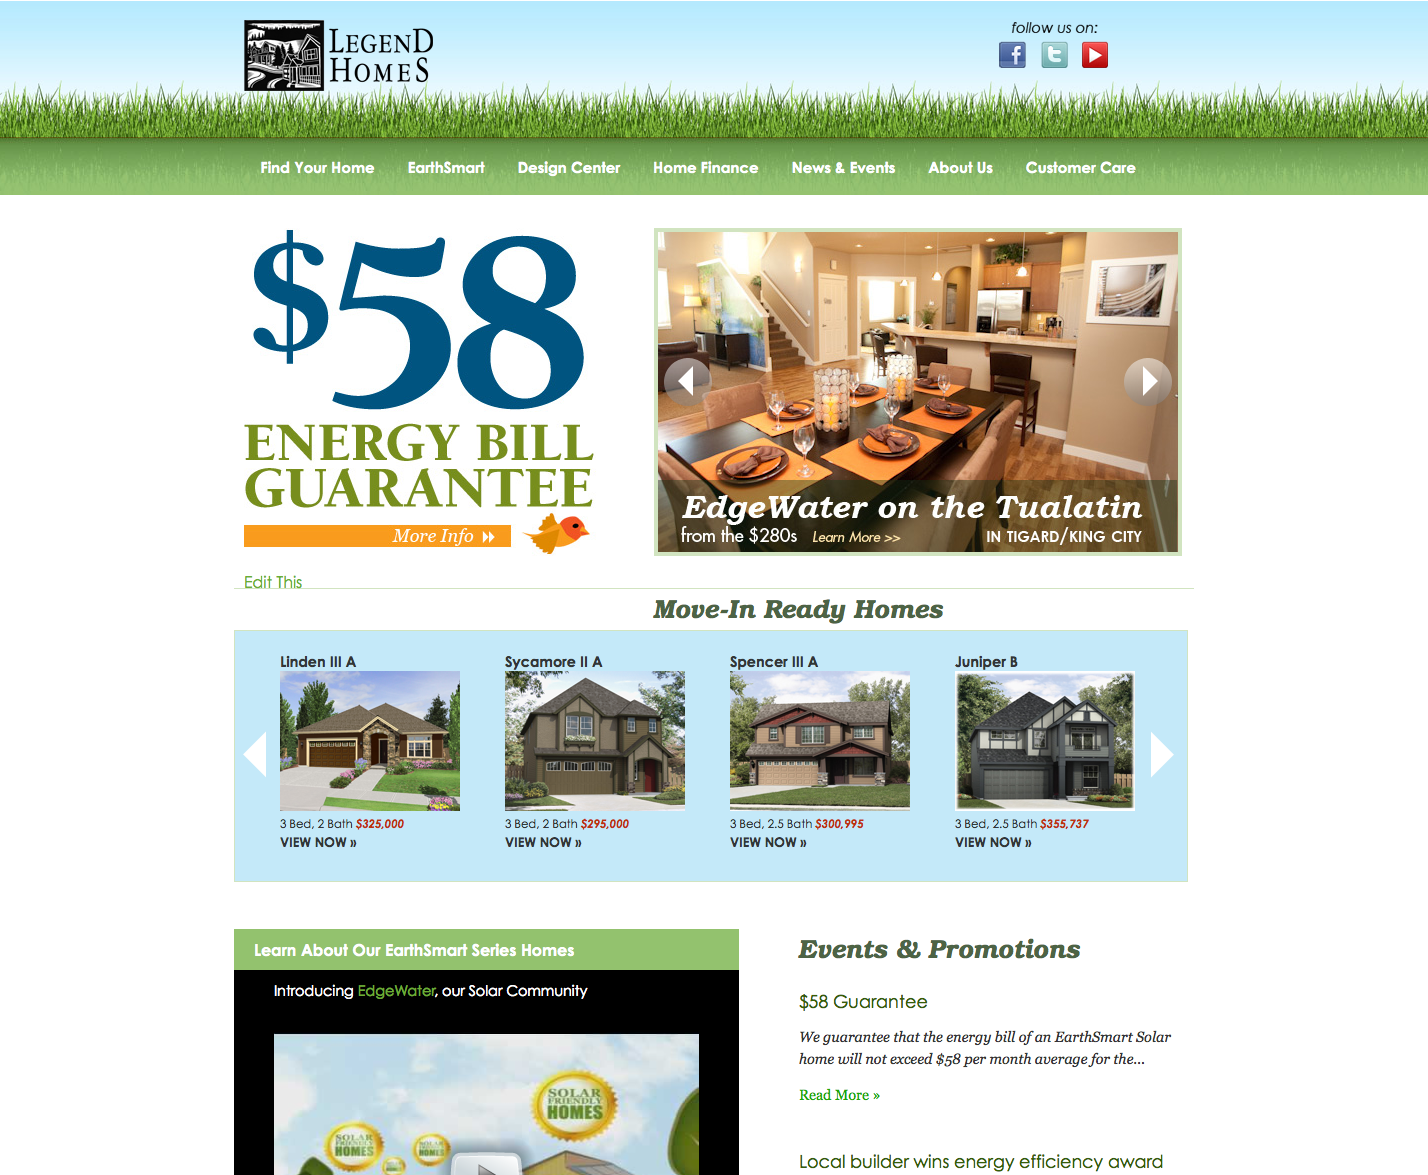 LEGEND
HOMES
follow us on:
Find Your Home EarthSmart Design Center Home Finance News & Events About Us Customer Care
$58
ENERGY BILL
GUARANTEE
More Info
EdgeWater on the Tualatin
from the $280s Learn More >> IN TIGARD/KING CITY
Edit This
Move-In Ready Homes
Linden III A Sycamore II A Spencer III A Juniper B
3 Bed, 2 Bath $325,000 3 Bed, 2 Bath $295,000 3 Bed, 2.5 Bath $300,995 3 Bed, 2.5 Bath $355,737
VIEW NOW » VIEW NOW » VIEW NOW » VIEW NOW »
Learn About Our EarthSmart Series Homes
Introducing EdgeWater, our Solar Community
SOLAR
FRIENDLY
HOMES
SOLAR
FRIENDLY
HOMES
SOLAR
HOMES
Events & Promotions
$58 Guarantee
We guarantee that the energy bill of an EarthSmart Solar
home will not exceed $58 per month average for the...
Read More »
Local builder wins energy efficiency award